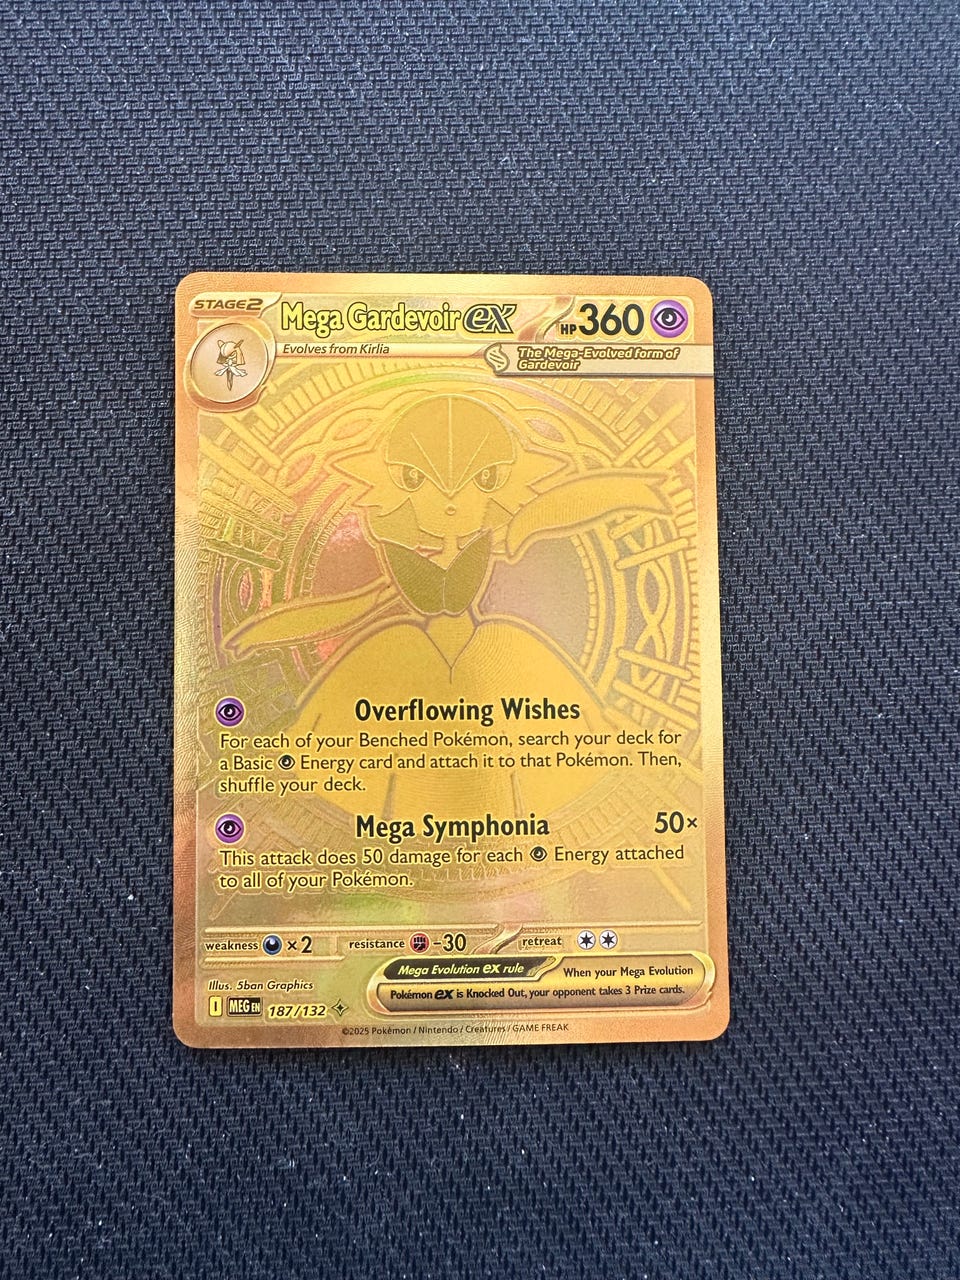 STAGE2 Mega Gardevoir ex HP 360
Evolves from Kirlia
The Mega-Evolved form of
Gardevoir
Overflowing Wishes
For each of your Benched Pokémon, search your deck for
a Basic Energy card and attach it to that Pokémon. Then,
shuffle your deck.
Mega Symphonia 50×
This attack does 50 damage for each Energy attached
to all of your Pokémon.
weakness ×2 resistance -30 retreat
Mega Evolution ex rule When your Mega Evolution
Pokémon ex is Knocked Out, your opponent takes 3 Prize cards.
Illus. 5ban Graphics
I MEG EN 187/132
©2025 Pokémon / Nintendo / Creatures / GAME FREAK